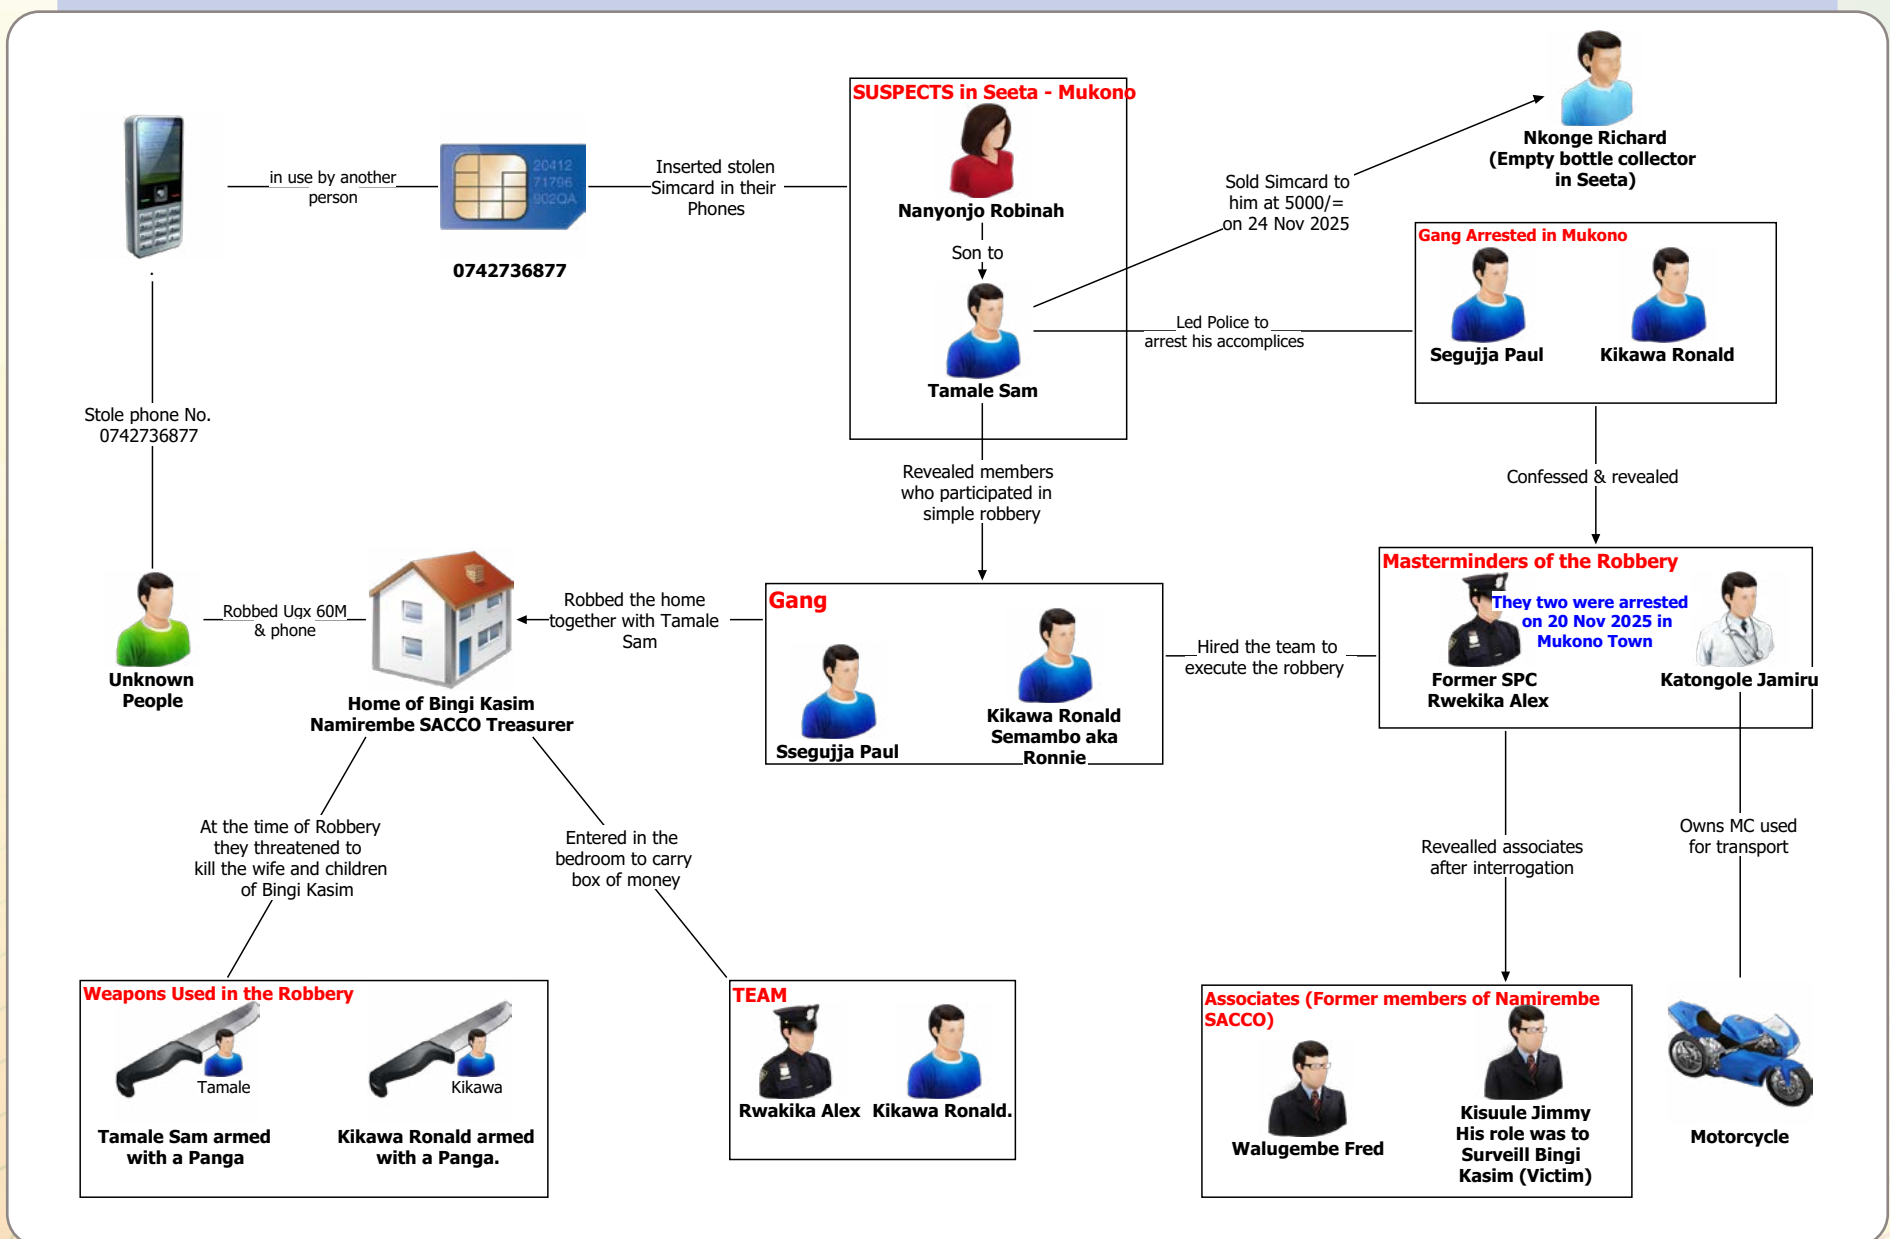 SUSPECTS in Seeta - Mukono
Nanyonjo Robinah
Son to
Tamale Sam
Nkonge Richard
(Empty bottle collector
in Seeta)
in use by another
person
20412
71796
902QA
0742736877
Inserted stolen
Simcard in their
Phones
Sold Simcard to
him at 5000/=
on 24 Nov 2025
Gang Arrested in Mukono
Segujja Paul
Kikawa Ronald
.
Led Police to
arrest his accomplices
Stole phone No.
0742736877
Revealed members
who participated in
simple robbery
Confessed & revealed
Unknown
People
Robbed Ugx 60M
& phone
Home of Bingi Kasim
Namirembe SACCO Treasurer
Robbed the home
together with Tamale
Sam
Gang
Ssegujja Paul
Kikawa Ronald
Semambo aka
Ronnie
Hired the team to
execute the robbery
Masterminders of the Robbery
They two were arrested
on 20 Nov 2025 in
Mukono Town
Former SPC
Rwekika Alex
Katongole Jamiru
At the time of Robbery
they threatened to
kill the wife and children
of Bingi Kasim
Entered in the
bedroom to carry
box of money
Revealled associates
after interrogation
Owns MC used
for transport
Weapons Used in the Robbery
Tamale
Kikawa
Tamale Sam armed
with a Panga
Kikawa Ronald armed
with a Panga.
TEAM
Rwakika Alex
Kikawa Ronald.
Associates (Former members of Namirembe
SACCO)
Walugembe Fred
Kisuule Jimmy
His role was to
Surveill Bingi
Kasim (Victim)
Motorcycle